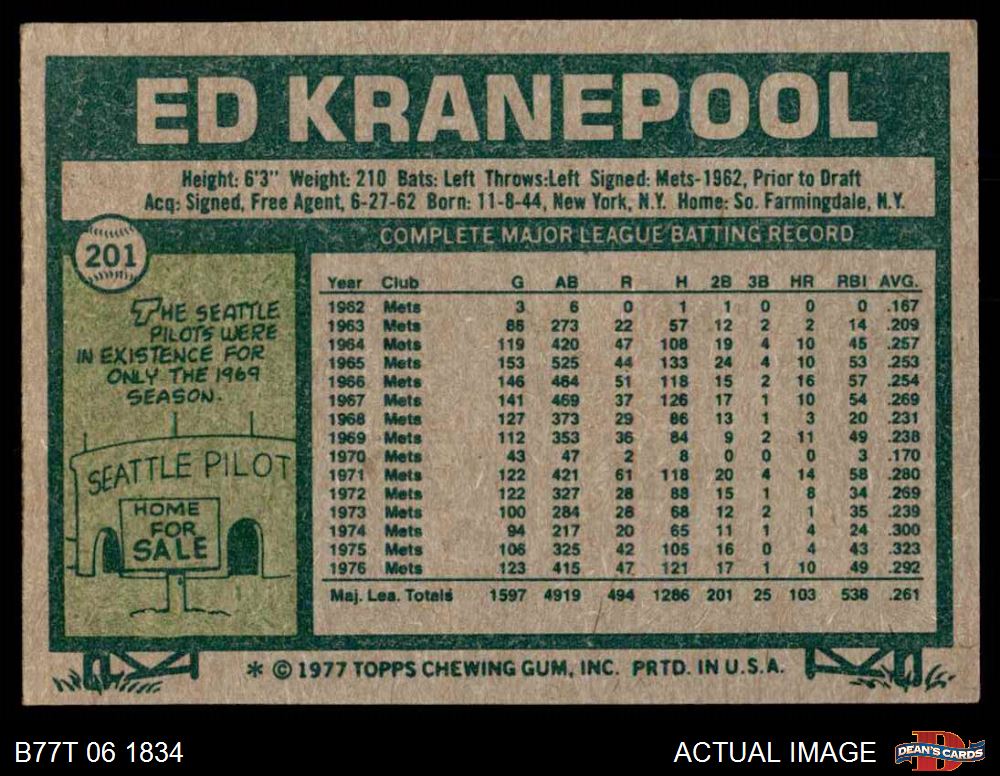 ED KRANEPOOL
Height: 6'3" Weight: 210 Bats: Left Throws:Left Signed: Mets-1962, Prior to Draft
Acq: Signed, Free Agent, 6-27-62 Born: 11-8-44, New York, N.Y. Home: So. Farmingdale, N.Y.
201
COMPLETE MAJOR LEAGUE BATTING RECORD
THE SEATTLE
PILOTS WERE
IN EXISTENCE FOR
ONLY THE 1969
SEASON.
SEATTLE PILOT
HOME
FOR
SALE
Year Club G AB R H 2B 3B HR RBI AVG.
1962 Mets 3 6 0 1 1 0 0 0 .167
1963 Mets 86 273 22 57 12 2 2 14 .209
1964 Mets 119 420 47 108 19 4 10 45 .257
1965 Mets 153 525 44 133 24 4 10 53 .253
1966 Mets 146 464 51 118 15 2 16 57 .254
1967 Mets 141 469 37 126 17 1 10 54 .269
1968 Mets 127 373 29 86 13 1 3 20 .231
1969 Mets 112 353 36 84 9 2 11 49 .238
1970 Mets 43 47 2 8 0 0 0 3 .170
1971 Mets 122 421 61 118 20 4 14 58 .280
1972 Mets 122 327 28 88 15 1 8 34 .269
1973 Mets 100 284 28 68 12 2 1 35 .239
1974 Mets 94 217 20 65 11 1 4 24 .300
1975 Mets 106 325 42 105 16 0 4 43 .323
1976 Mets 123 415 47 121 17 1 10 49 .292
Maj. Lea. Totals 1597 4919 494 1286 201 25 103 538 .261
* © 1977 TOPPS CHEWING GUM, INC. PRTD. IN U.S.A.
B77T 06 1834
ACTUAL IMAGE
DEAN'S CARDS